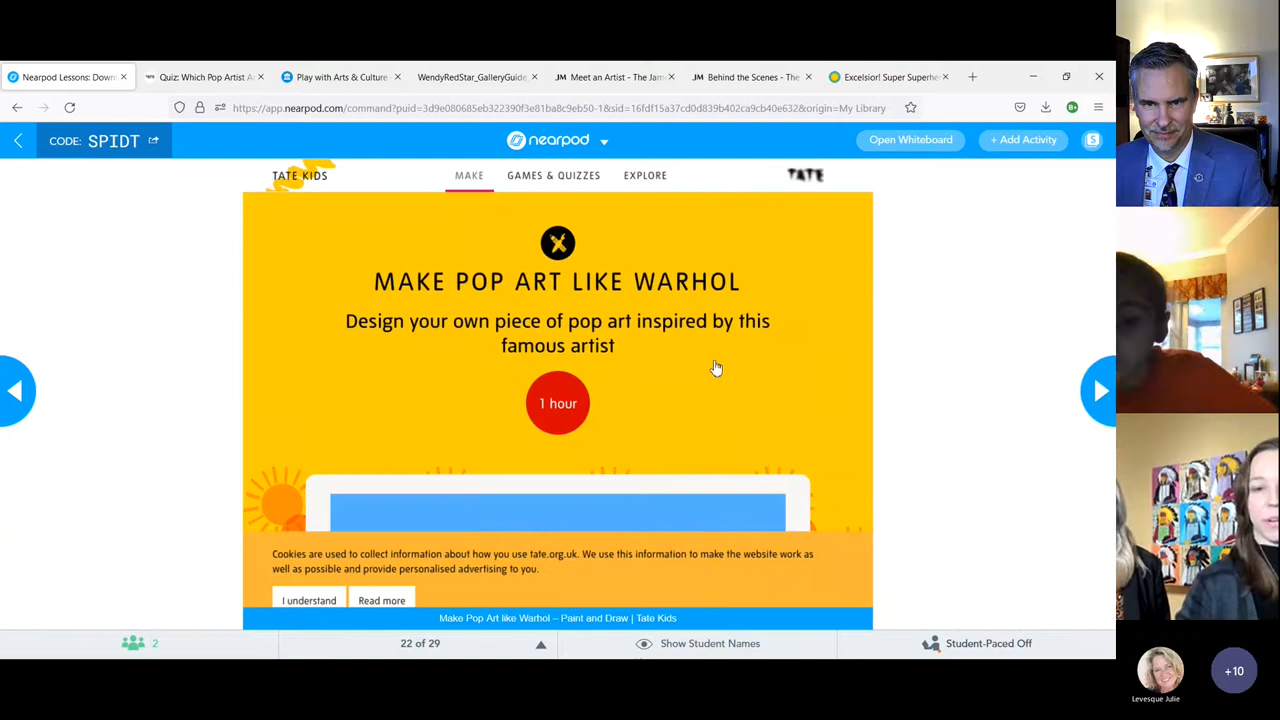 Nearpod Lessons: Down
Quiz: Which Pop Artist A
Play with Arts & Culture
WendyRedStar_GalleryGuide
JM Meet an Artist - The Jam
JM Behind the Scenes - The
Excelsior! Super Superhe
https://app.nearpod.com/command?puid=3d9e080685eb322390f3e81ba8c9eb50-1&sid=16fdf15a37cd0d839b402ca9cb40e632&origin=My Library
CODE: SPIDT
nearpod
Open Whiteboard
+ Add Activity
S
TATE KIDS
MAKE
GAMES & QUIZZES
EXPLORE
TATE
MAKE POP ART LIKE WARHOL
Design your own piece of pop art inspired by this
famous artist
1 hour
Cookies are used to collect information about how you use tate.org.uk. We use this information to make the website work as
well as possible and provide personalised advertising to you.
I understand
Read more
Make Pop Art like Warhol – Paint and Draw | Tate Kids
2
22 of 29
Show Student Names
Student-Paced Off
Levesque Julie
+10